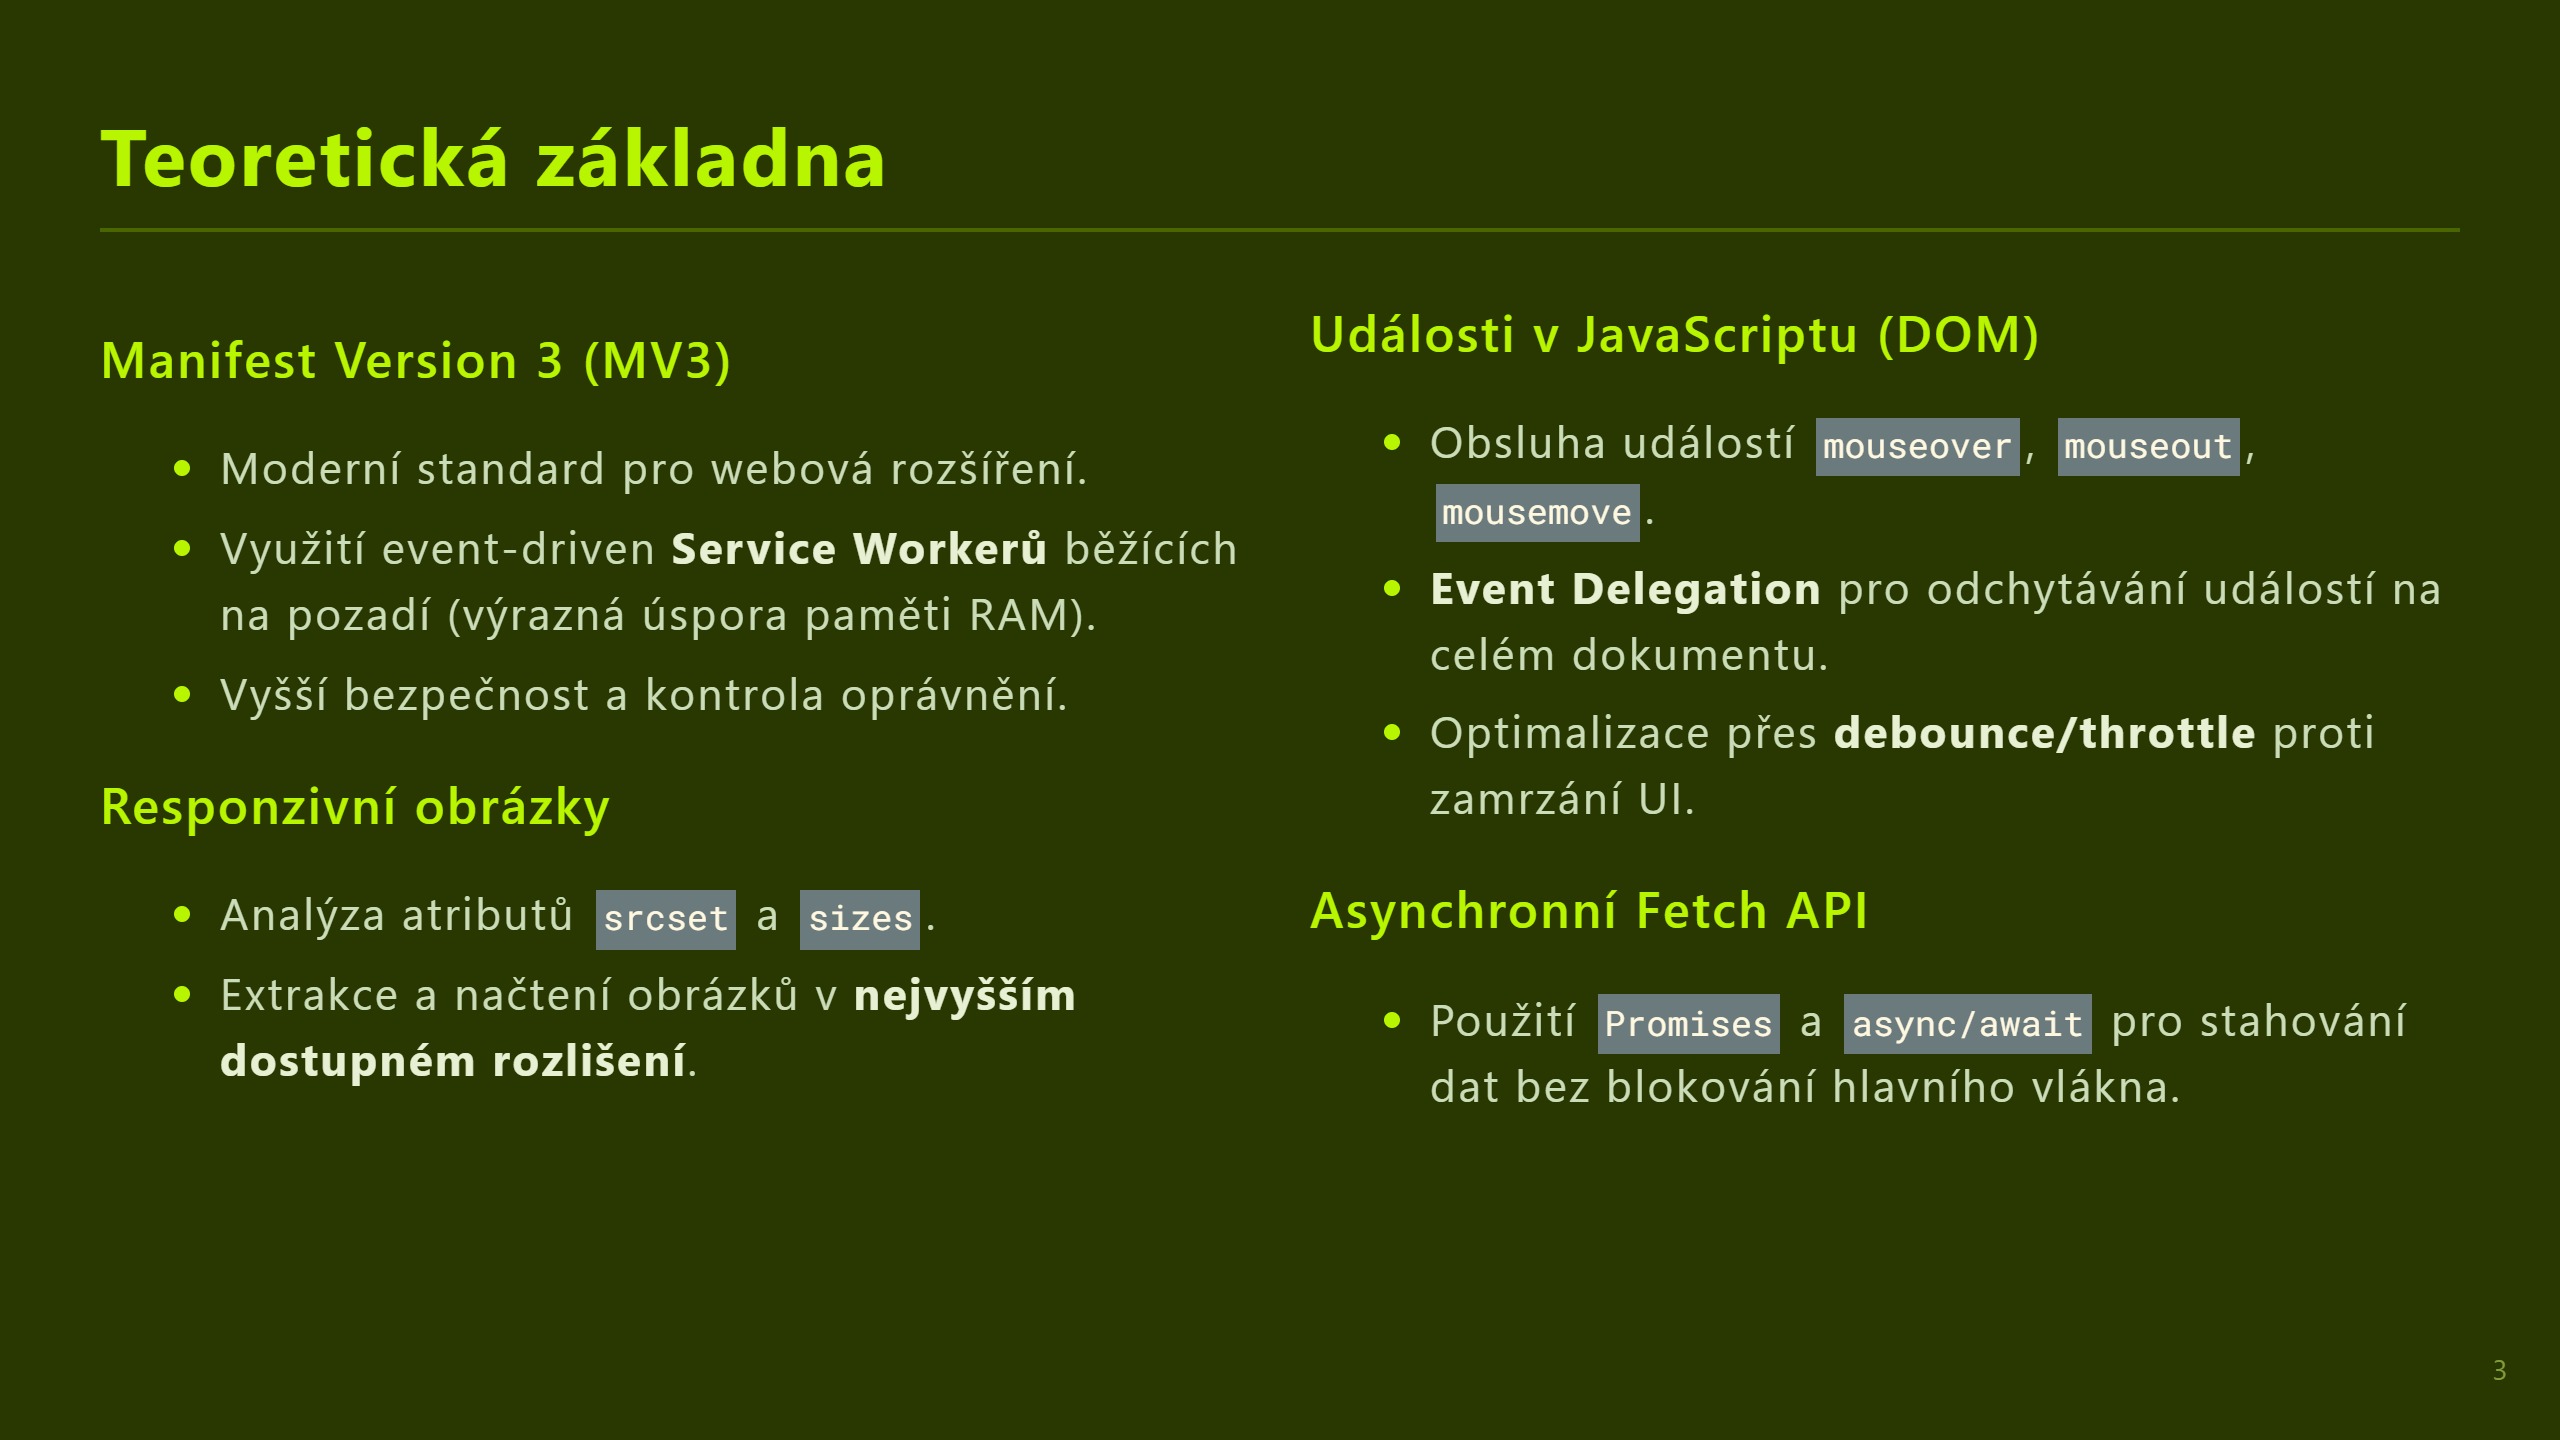 Teoretická základna
Manifest Version 3 (MV3)
Moderní standard pro webová rozšíření.
Využití event-driven Service Workerů běžících
na pozadí (výrazná úspora paměti RAM).
Vyšší bezpečnost a kontrola oprávnění.
Responzivní obrázky
Analýza atributů srcset a sizes.
Extrakce a načtení obrázků v nejvyšším
dostupném rozlišení.
Události v JavaScriptu (DOM)
Obsluha událostí mouseover, mouseout,
mousemove.
Event Delegation pro odchytávání událostí na
celém dokumentu.
Optimalizace přes debounce/throttle proti
zamrzání UI.
Asynchronní Fetch API
Použití Promises a async/await pro stahování
dat bez blokování hlavního vlákna.
3